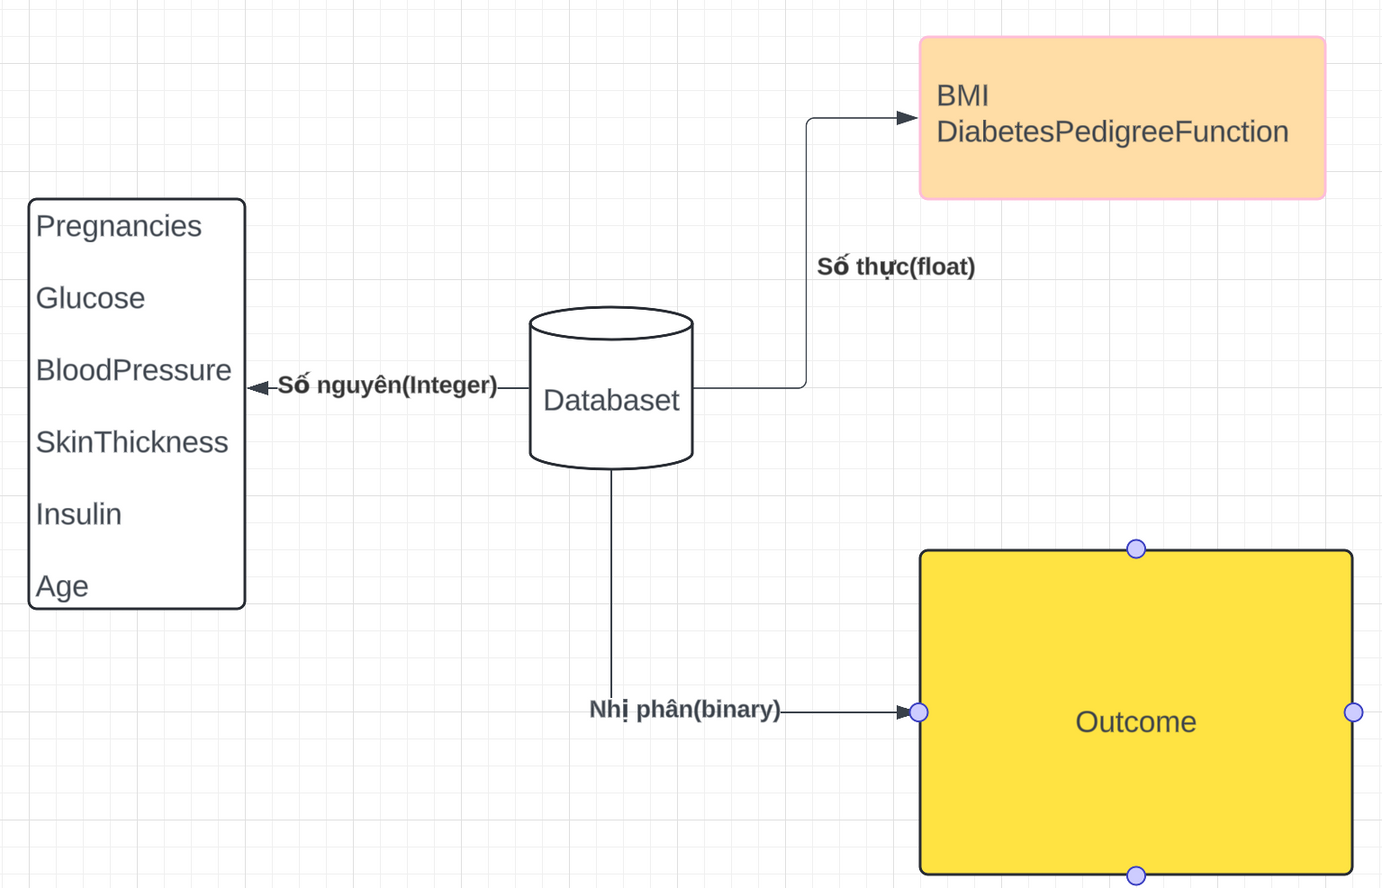 BMI
DiabetesPedigreeFunction
Pregnancies
Glucose
BloodPressure
SkinThickness
Insulin
Age
Số thực(float)
Số nguyên(Integer)
Databaset
Nhị phân(binary)
Outcome